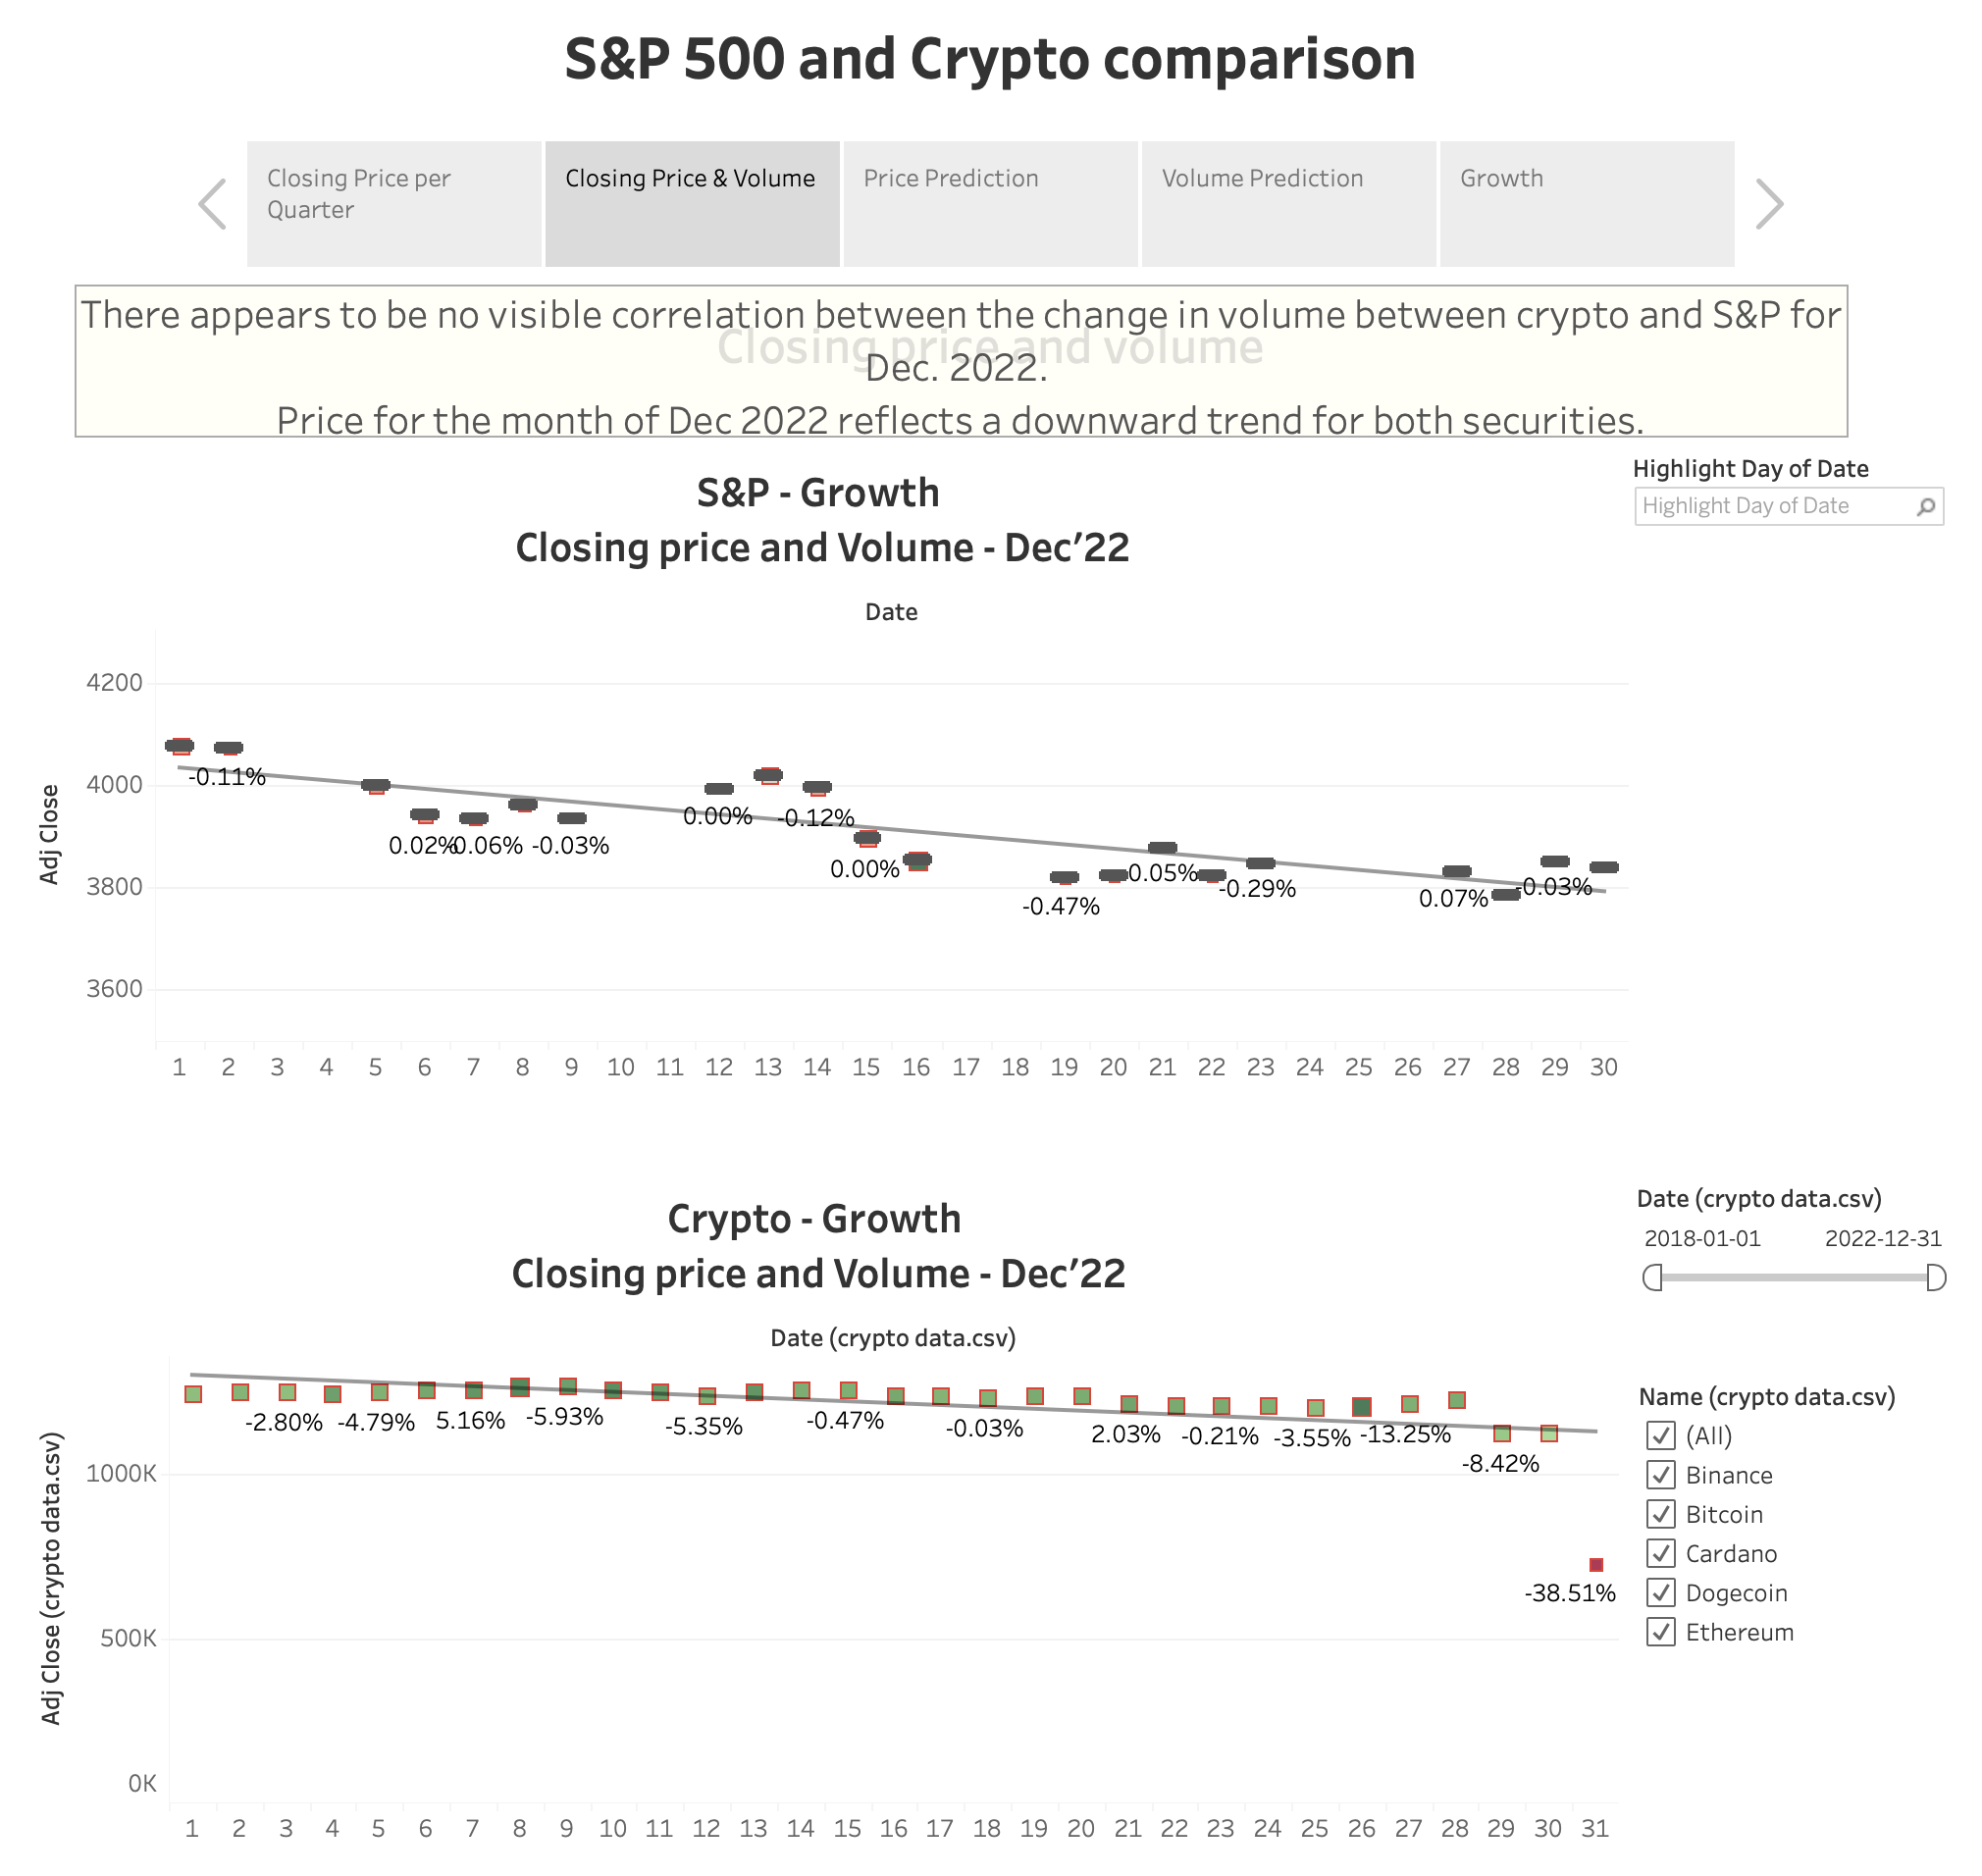 S&P 500 and Crypto comparison
Closing Price per
Quarter
Closing Price & Volume
Price Prediction
Volume Prediction
Growth
There appears to be no visible correlation between the change in volume between crypto and S&P for
Closing price and volume
Dec. 2022.
Price for the month of Dec 2022 reflects a downward trend for both securities.
Highlight Day of Date
Highlight Day of Date
S&P - Growth
Closing price and Volume - Dec’22
Date
Adj Close
4200
4000
3800
3600
-0.11%
0.02%
-0.06%
-0.03%
0.00%
-0.12%
0.00%
-0.47%
0.05%
-0.29%
0.07%
-0.03%
1 2 3 4 5 6 7 8 9 10 11 12 13 14 15 16 17 18 19 20 21 22 23 24 25 26 27 28 29 30
Crypto - Growth
Closing price and Volume - Dec’22
Date (crypto data.csv)
2018-01-01 2022-12-31
Date (crypto data.csv)
Adj Close (crypto data.csv)
1000K
500K
0K
-2.80%
-4.79%
5.16%
-5.93%
-5.35%
-0.47%
-0.03%
2.03%
-0.21%
-3.55%
-13.25%
-8.42%
-38.51%
1 2 3 4 5 6 7 8 9 10 11 12 13 14 15 16 17 18 19 20 21 22 23 24 25 26 27 28 29 30 31
Name (crypto data.csv)
(All)
Binance
Bitcoin
Cardano
Dogecoin
Ethereum